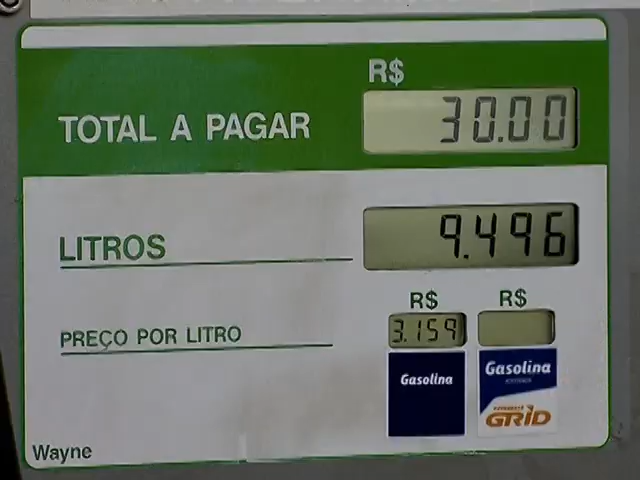 R$
TOTAL A PAGAR 30.00
LITROS 9.496
R$ R$
PREÇO POR LITRO 3.159
Gasolina Gasolina
GRID
Wayne